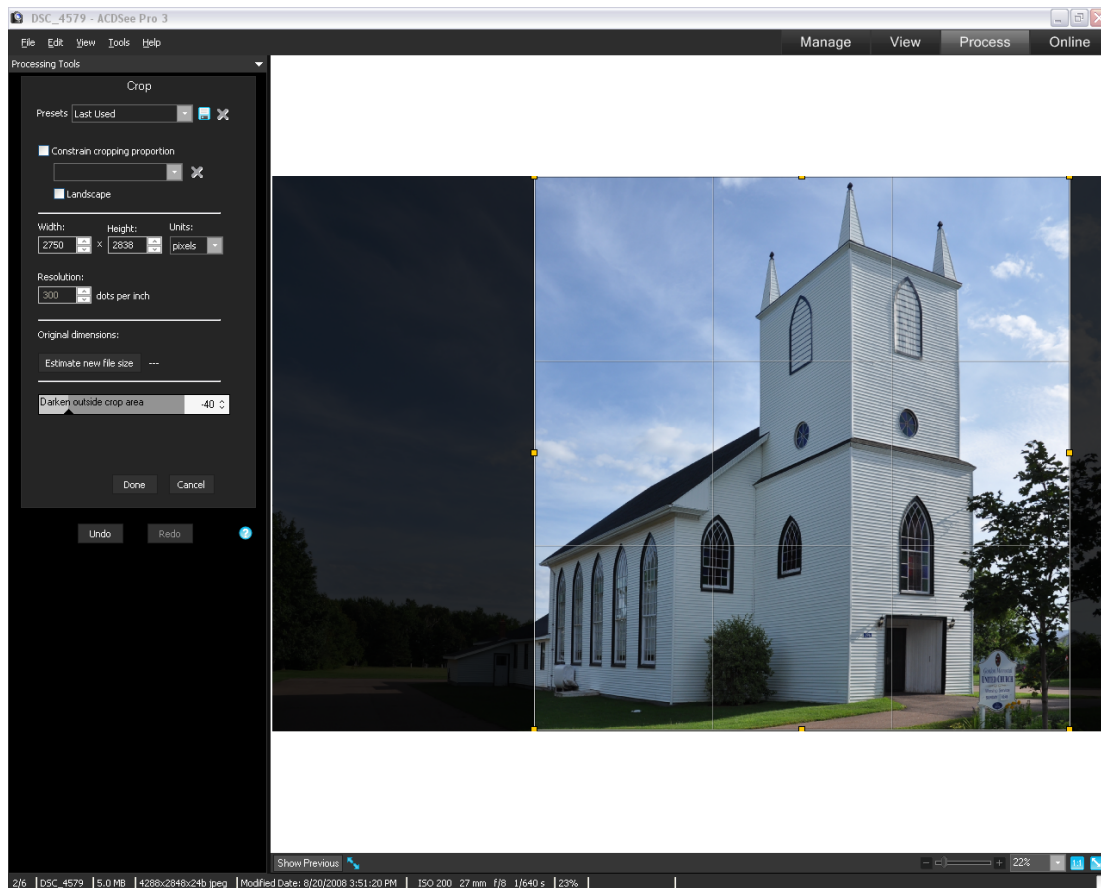 DSC_4579 - ACDSee Pro 3
File Edit View Tools Help
Manage View Process Online
Processing Tools
Crop
Presets Last Used
Constrain cropping proportion
Landscape
Width: Height: Units:
2750 x 2838 pixels
Resolution:
300 dots per inch
Original dimensions:
Estimate new file size ---
Darken outside crop area -40
Done Cancel
Undo Redo ?
UNITED CHURCH
Show Previous
22% 1:1
2/6 DSC_4579 5.0 MB 4288x2848x24b jpeg Modified Date: 8/20/2008 3:51:20 PM ISO 200 27 mm f/8 1/640 s 23%